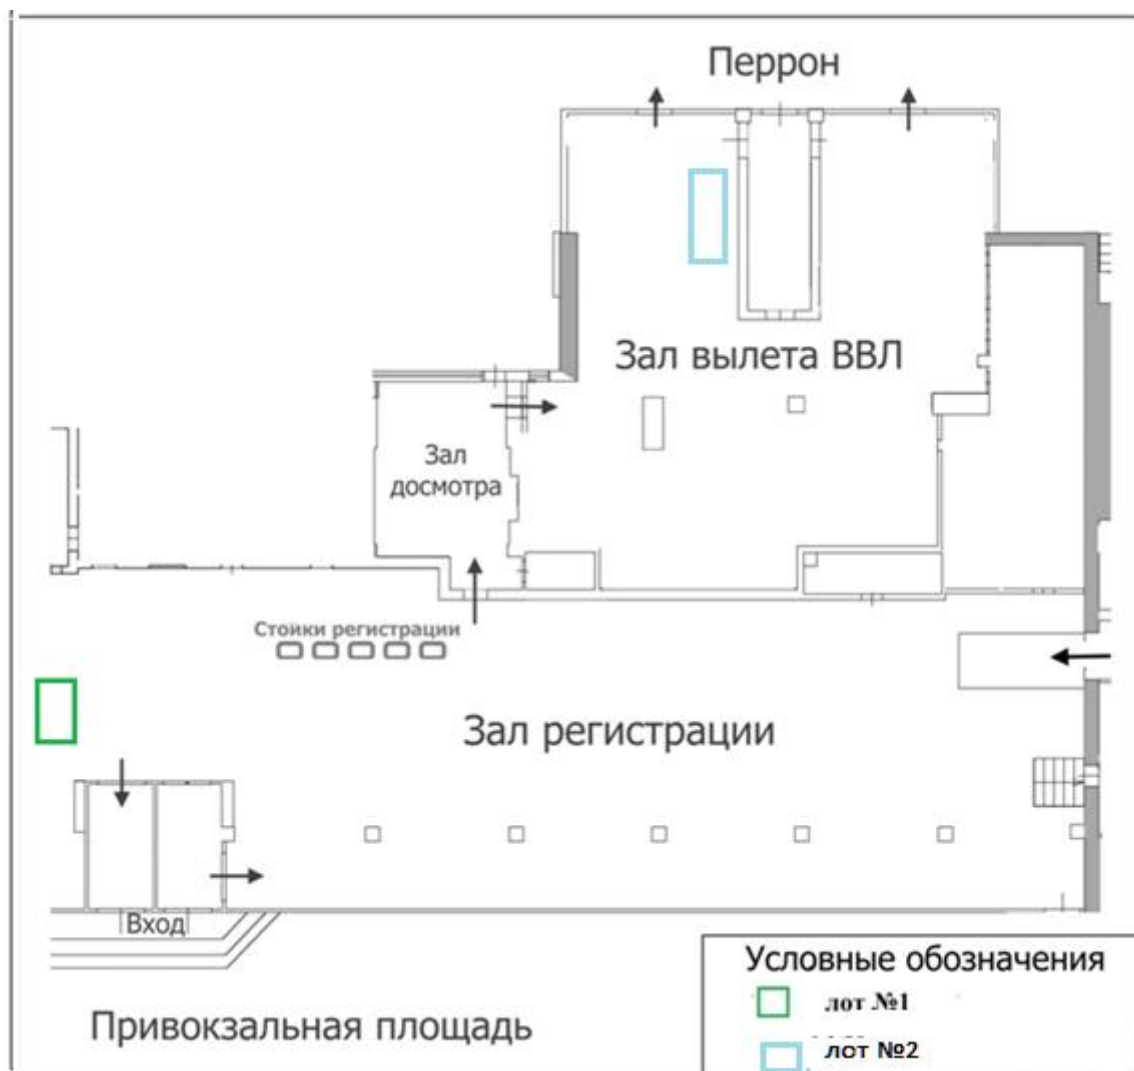 Перрон
Зал вылета ВВЛ
Зал
досмотра
Стойки регистрации
Зал регистрации
Вход
Условные обозначения
лот №1
Привокзальная площадь
лот №2